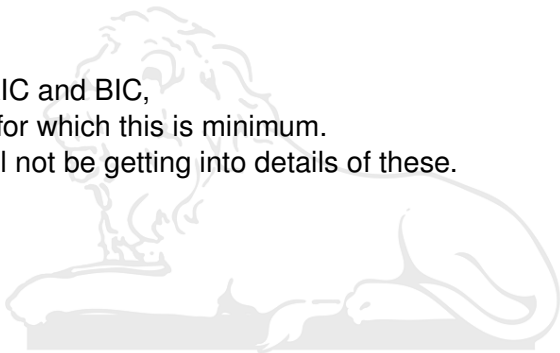 IC and BIC,
for which this is minimum.
l not be getting into details of these.